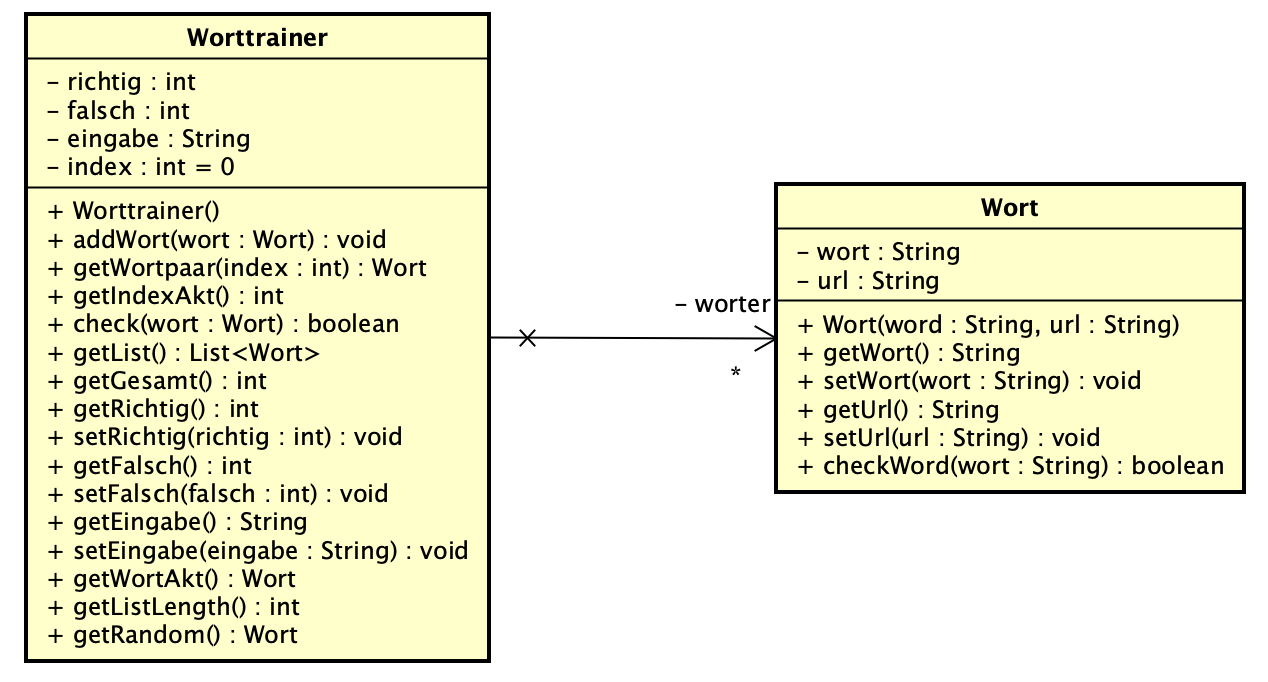 Worttrainer
– richtig : int
– falsch : int
– eingabe : String
– index : int = 0
+ Worttrainer()
+ addWort(wort : Wort) : void
+ getWortpaar(index : int) : Wort
+ getIndexAkt() : int
+ check(wort : Wort) : boolean
+ getList() : List<Wort>
+ getGesamt() : int
+ getRichtig() : int
+ setRichtig(richtig : int) : void
+ getFalsch() : int
+ setFalsch(falsch : int) : void
+ getEingabe() : String
+ setEingabe(eingabe : String) : void
+ getWortAkt() : Wort
+ getListLength() : int
+ getRandom() : Wort
– worter
*
Wort
– wort : String
– url : String
+ Wort(word : String, url : String)
+ getWort() : String
+ setWort(wort : String) : void
+ getUrl() : String
+ setUrl(url : String) : void
+ checkWord(wort : String) : boolean